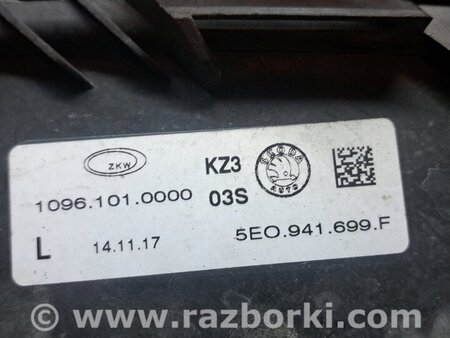 ZKW
KZ3
SKODA
AUTO
1096.101.0000
03S
L
14.11.17
5E0.941.699.F
© www.razborki.com